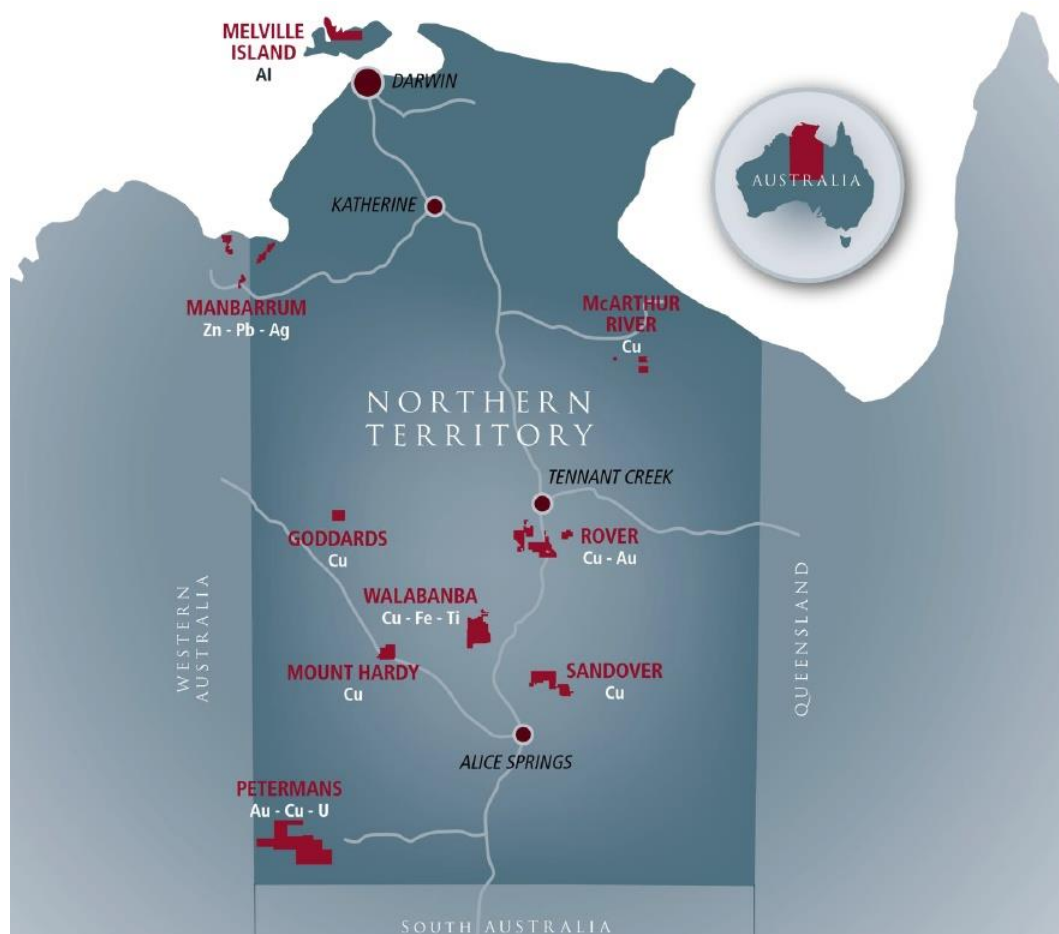 MELVILLE
ISLAND
Al
DARWIN
AUSTRALIA
KATHERINE
MANBARRUM
Zn - Pb - Ag
McARTHUR
RIVER
Cu
NORTHERN
TERRITORY
TENNANT CREEK
GODDARDS
Cu
ROVER
Cu - Au
WALABANBA
Cu - Fe - Ti
WESTERN
AUSTRALIA
QUEENSLAND
MOUNT HARDY
Cu
SANDOVER
Cu
ALICE SPRINGS
PETERMANS
Au - Cu - U
SOUTH AUSTRALIA